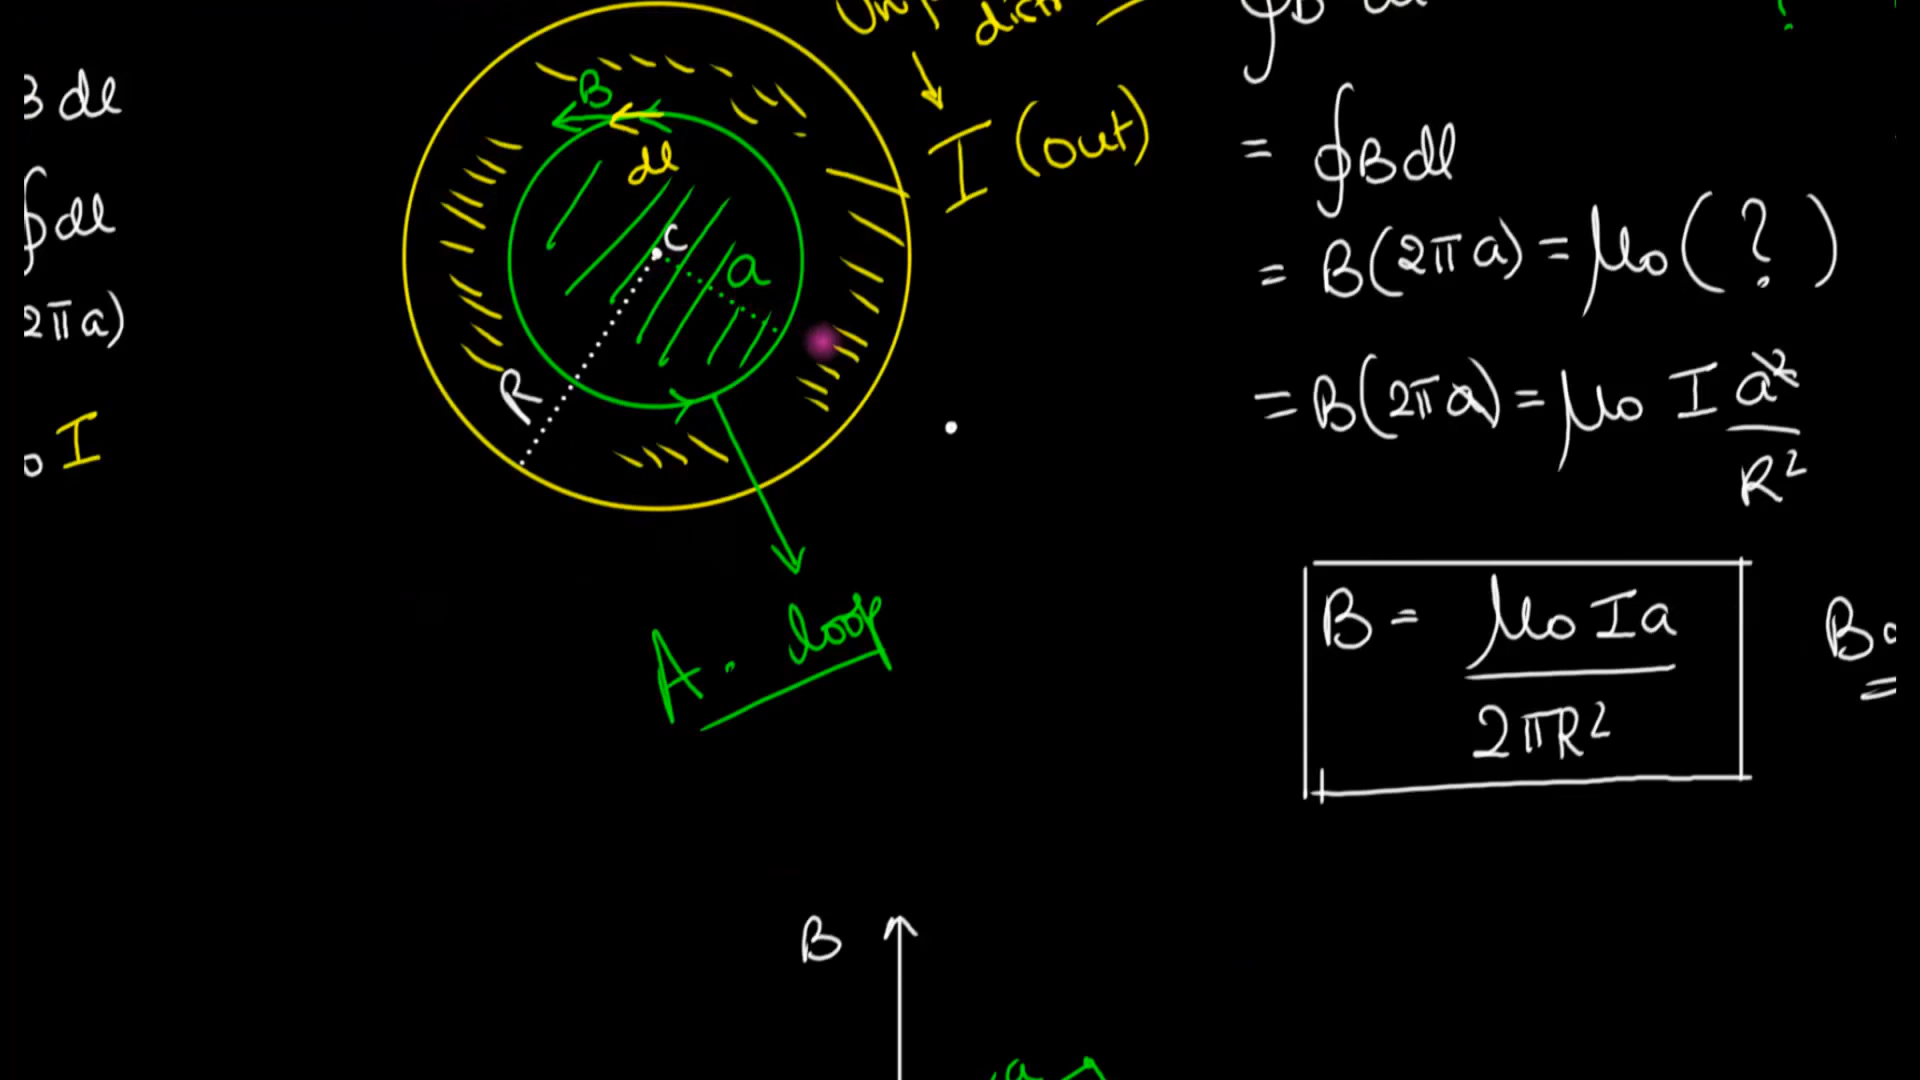 B dl
∮dl
2πa)
o I
B
dl
C
a
R
I (out)
A. loop
= ∮B dl
= B(2πa) = μo(?)
= B(2πa) = μo I a²/R²
B = μo I a / 2πR²
B
B
a